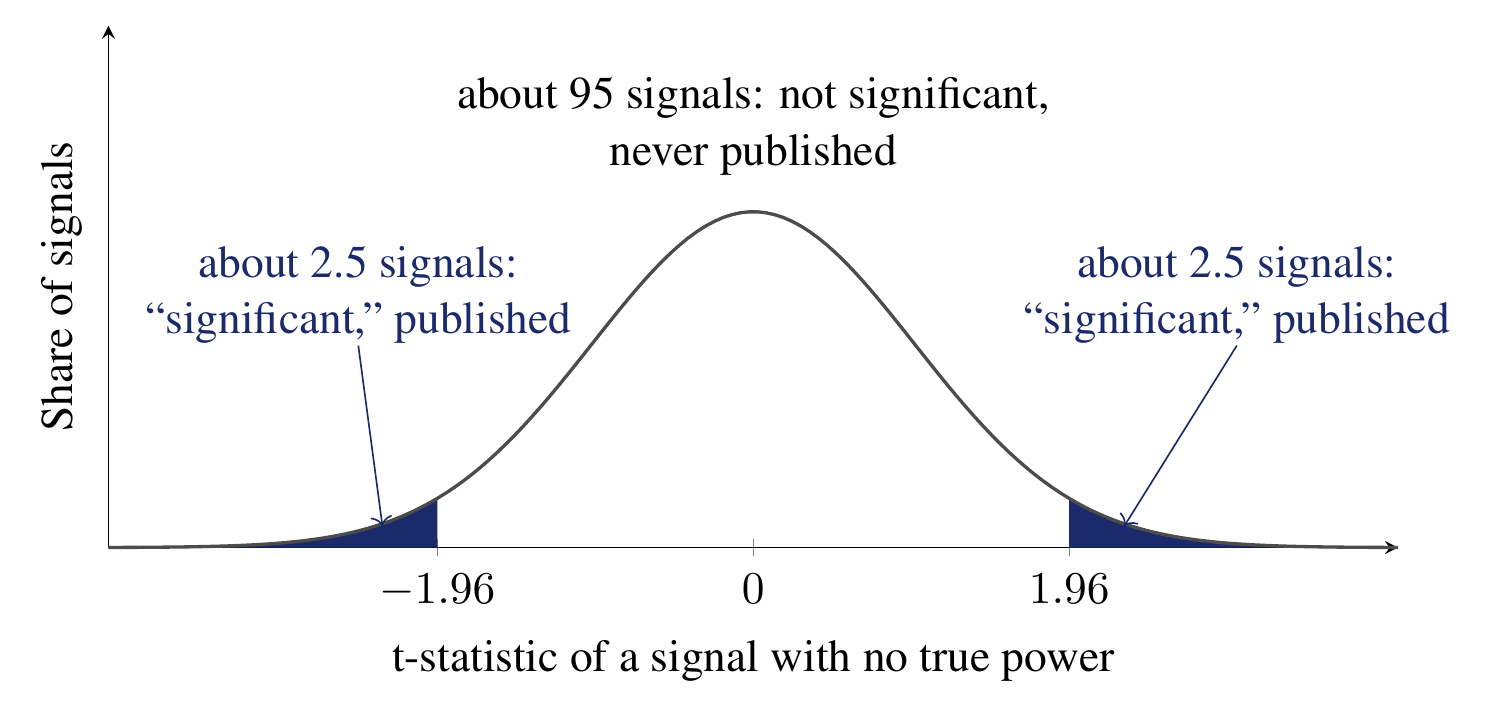 about 95 signals: not significant,
never published
Share of signals
about 2.5 signals:
“significant,” published
about 2.5 signals:
“significant,” published
−1.96
0
1.96
t-statistic of a signal with no true power